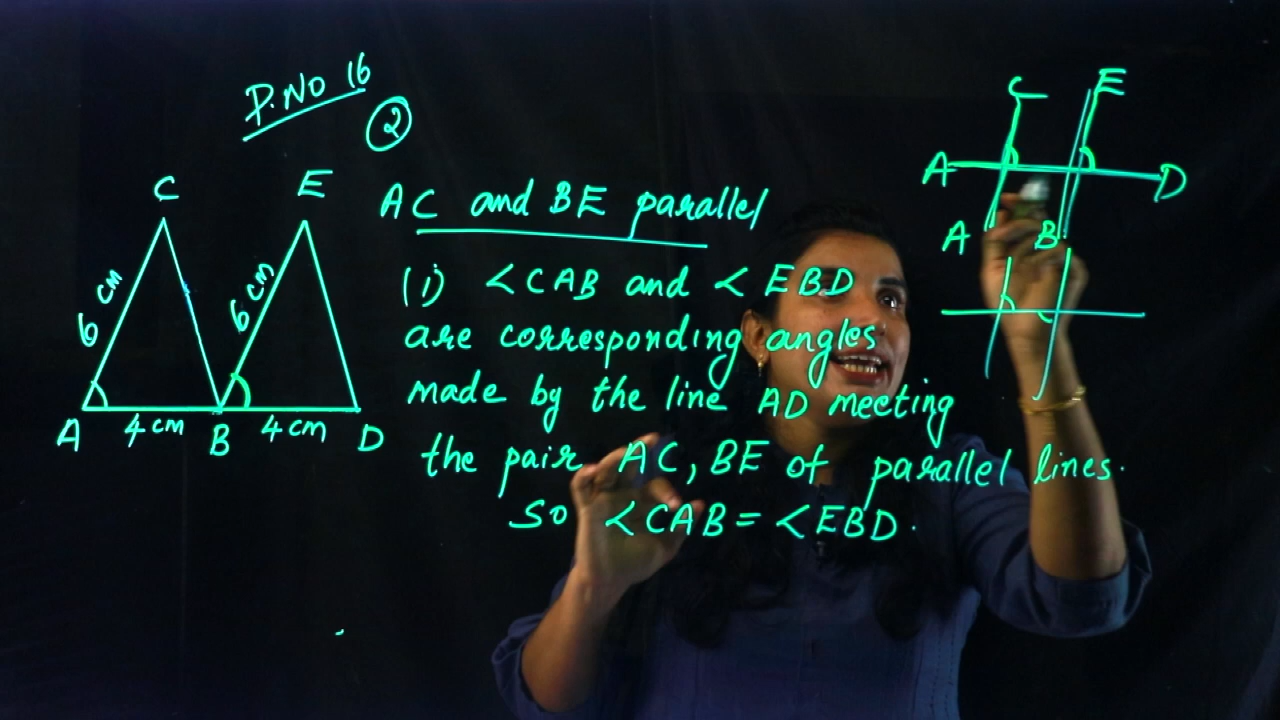 P.NO 16
2
C E
6 cm 6 cm
A 4 cm B 4 cm D
AC and BE parallel
(i) <CAB and <EBD
are corresponding angles
made by the line AD meeting
the pair AC, BE of parallel lines.
so <CAB = <EBD.
C E
A D
A B